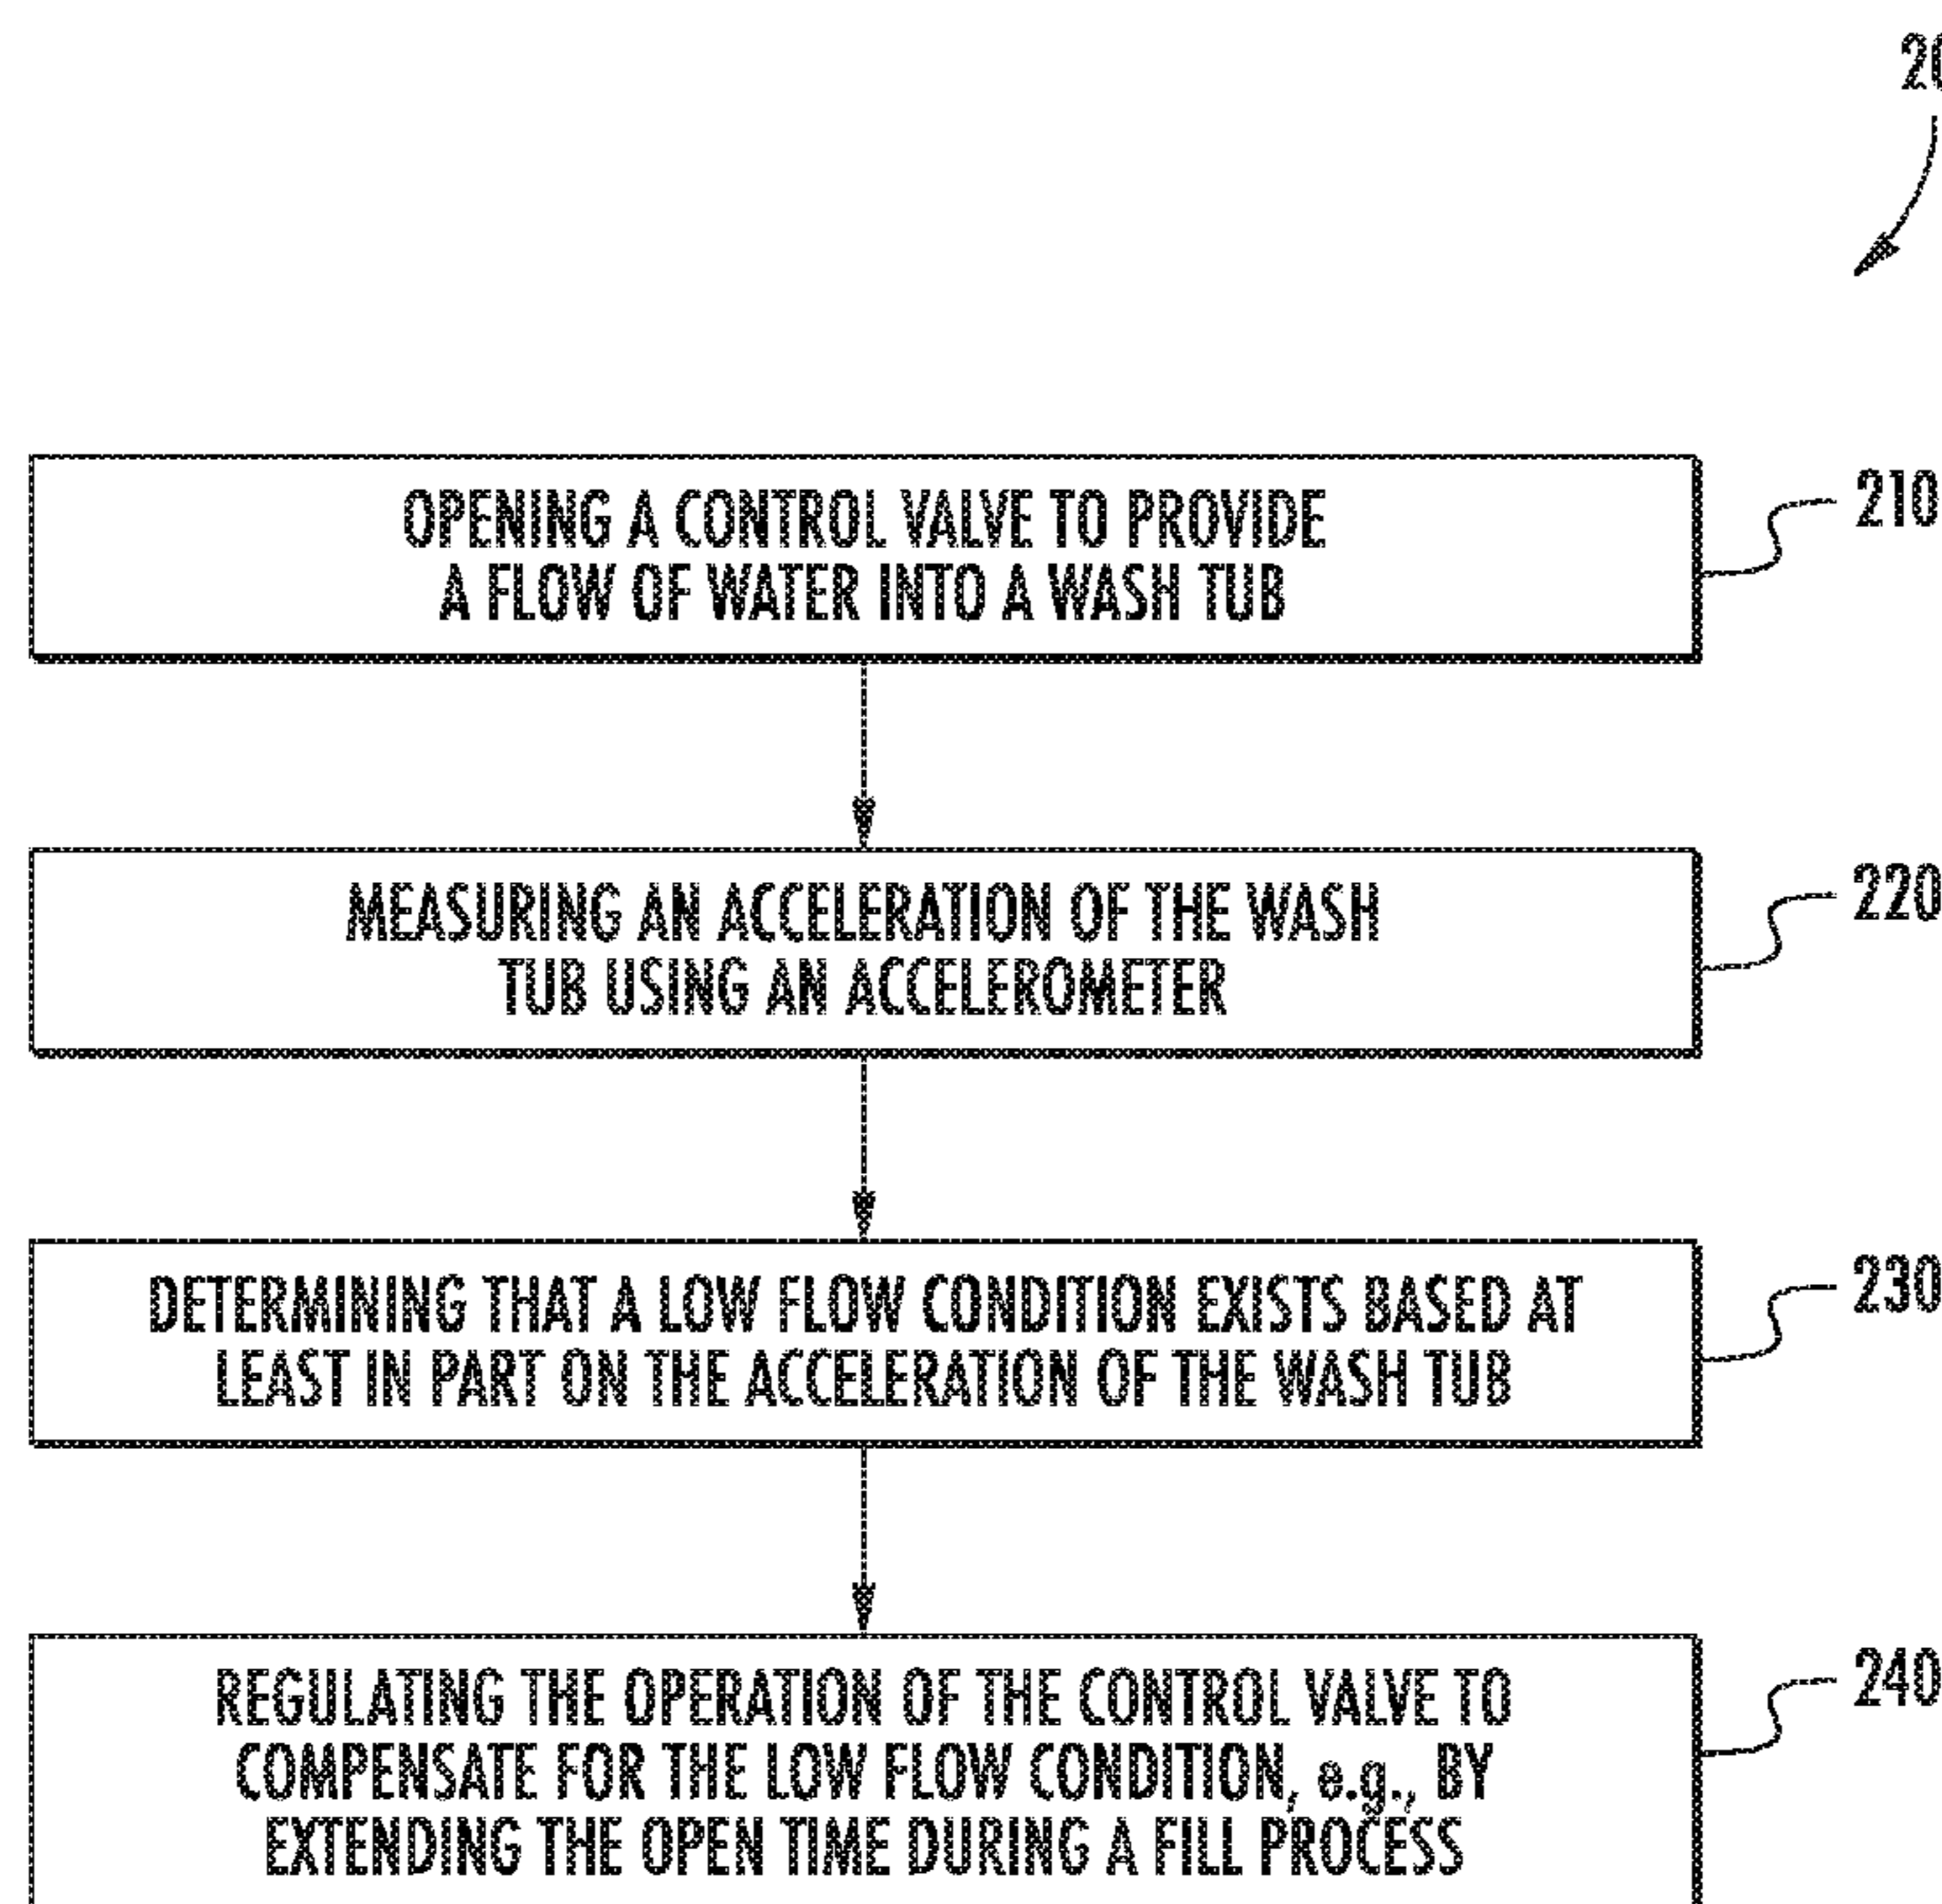 OPENING A CONTROL VALVE TO PROVIDE
A FLOW OF WATER INTO A WASH TUB
210
MEASURING AN ACCELERATION OF THE WASH
TUB USING AN ACCELEROMETER
220
DETERMINING THAT A LOW FLOW CONDITION EXISTS BASED AT
LEAST IN PART ON THE ACCELERATION OF THE WASH TUB
230
REGULATING THE OPERATION OF THE CONTROL VALVE TO
COMPENSATE FOR THE LOW FLOW CONDITION, e.g., BY
EXTENDING THE OPEN TIME DURING A FILL PROCESS
240